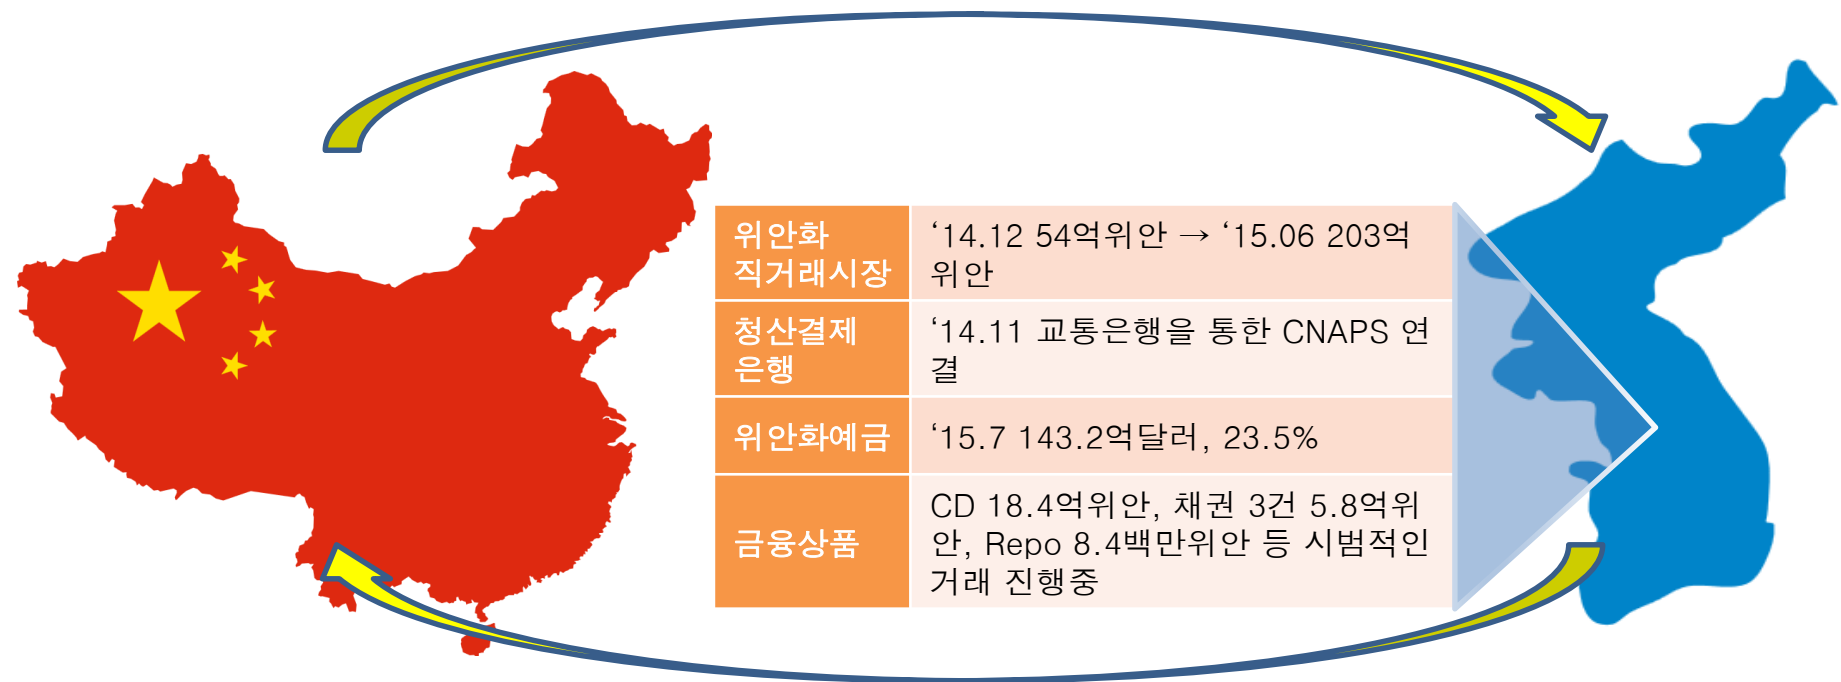 위안화
직거래시장
‘14.12 54억위안 → ‘15.06 203억
위안
청산결제
은행
‘14.11 교통은행을 통한 CNAPS 연
결
위안화예금
‘15.7 143.2억달러, 23.5%
금융상품
CD 18.4억위안, 채권 3건 5.8억위
안, Repo 8.4백만위안 등 시범적인
거래 진행중